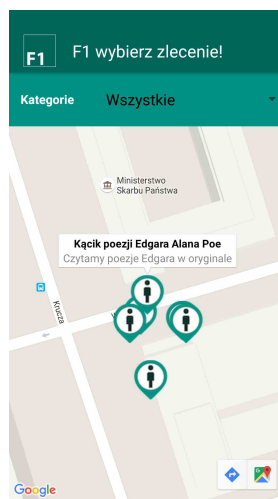 F1
F1 wybierz zlecenie!
Kategorie
Wszystkie
Ministerstwo
Skarbu Państwa
Kącik poezji Edgara Alana Poe
Czytamy poezje Edgara w oryginale
Krucza
Google